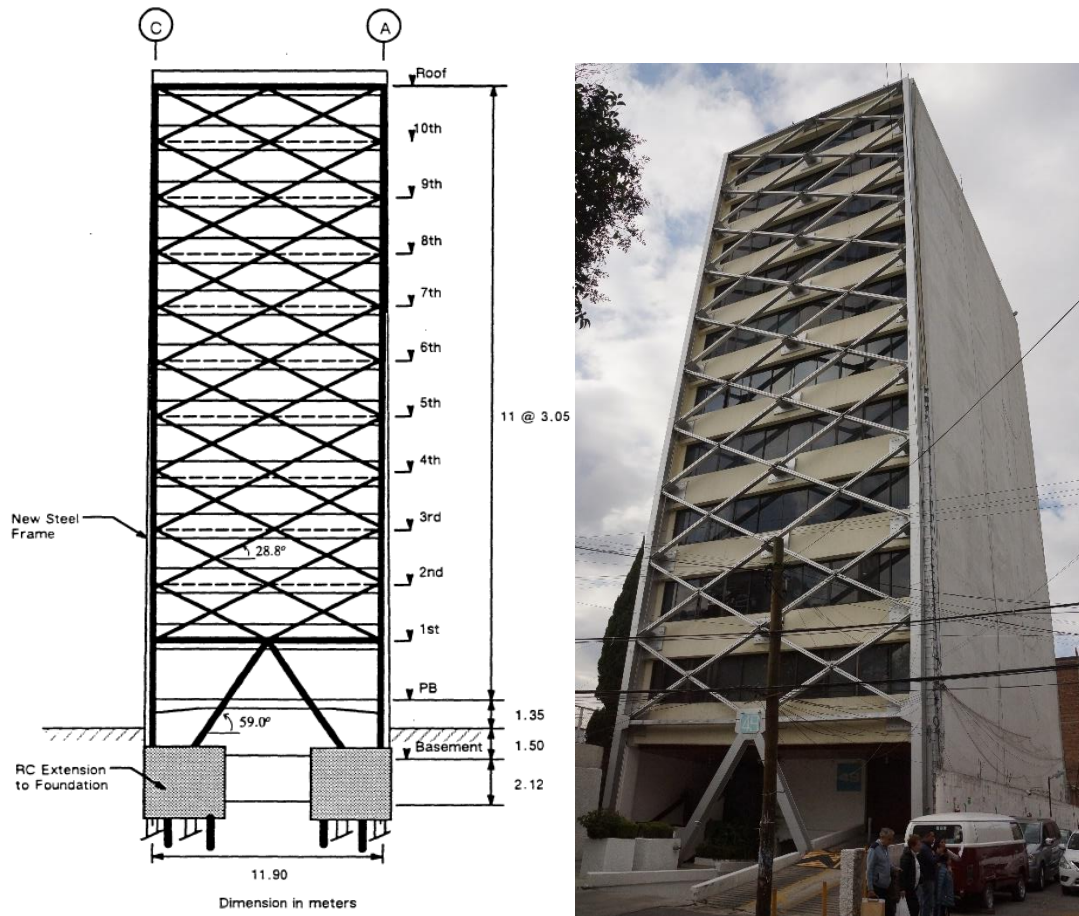 C
A
Roof
10th
9th
8th
7th
6th
5th
11 @ 3.05
4th
New Steel
Frame
3rd
28.8°
2nd
1st
PB
59.0°
1.35
Basement
1.50
RC Extension
to Foundation
2.12
11.90
Dimension in meters